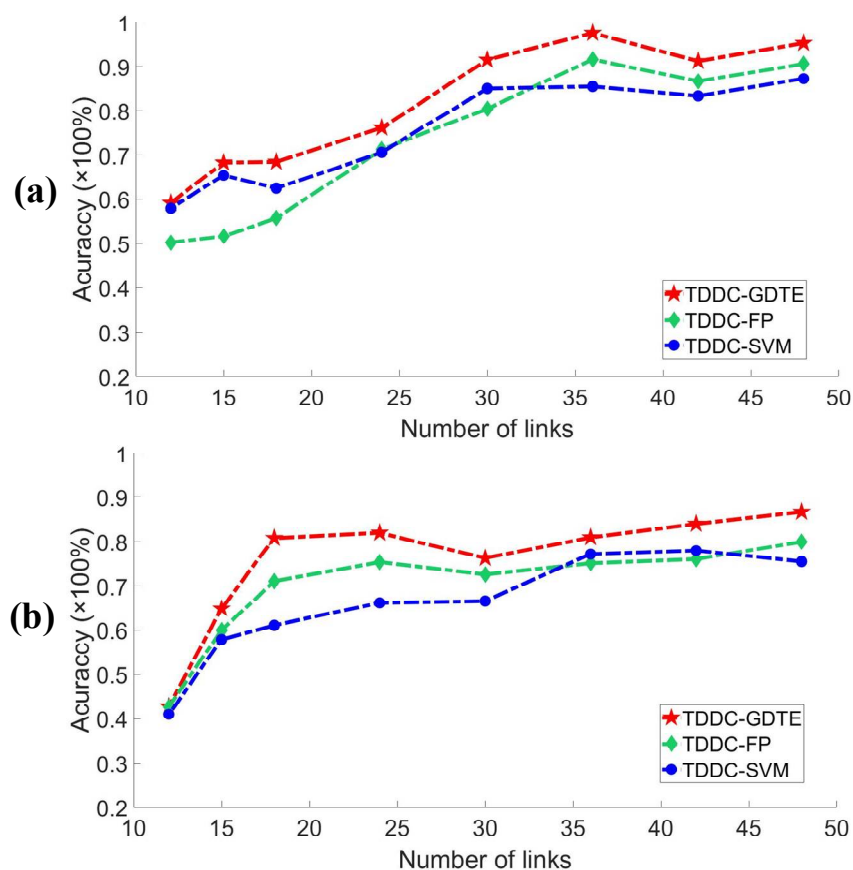 (a)
Acuraccy (×100%)
1
0.9
0.8
0.7
0.6
0.5
0.4
0.3
0.2
TDDC-GDTE
TDDC-FP
TDDC-SVM
10 15 20 25 30 35 40 45 50
Number of links
(b)
Acuraccy (×100%)
1
0.9
0.8
0.7
0.6
0.5
0.4
0.3
0.2
TDDC-GDTE
TDDC-FP
TDDC-SVM
10 15 20 25 30 35 40 45 50
Number of links